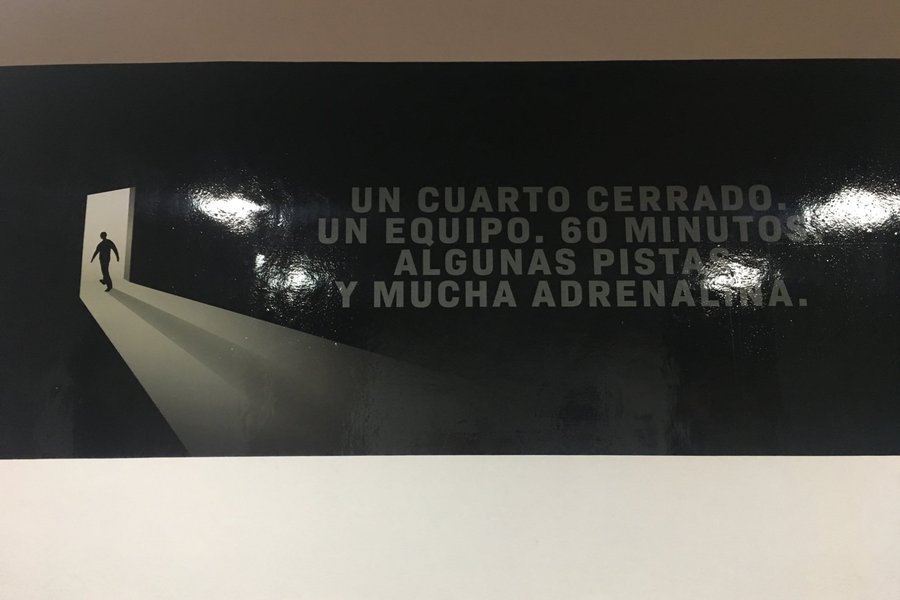 UN CUARTO CERRADO.
UN EQUIPO. 60 MINUTOS
ALGUNAS PISTAS
Y MUCHA ADRENALINA.